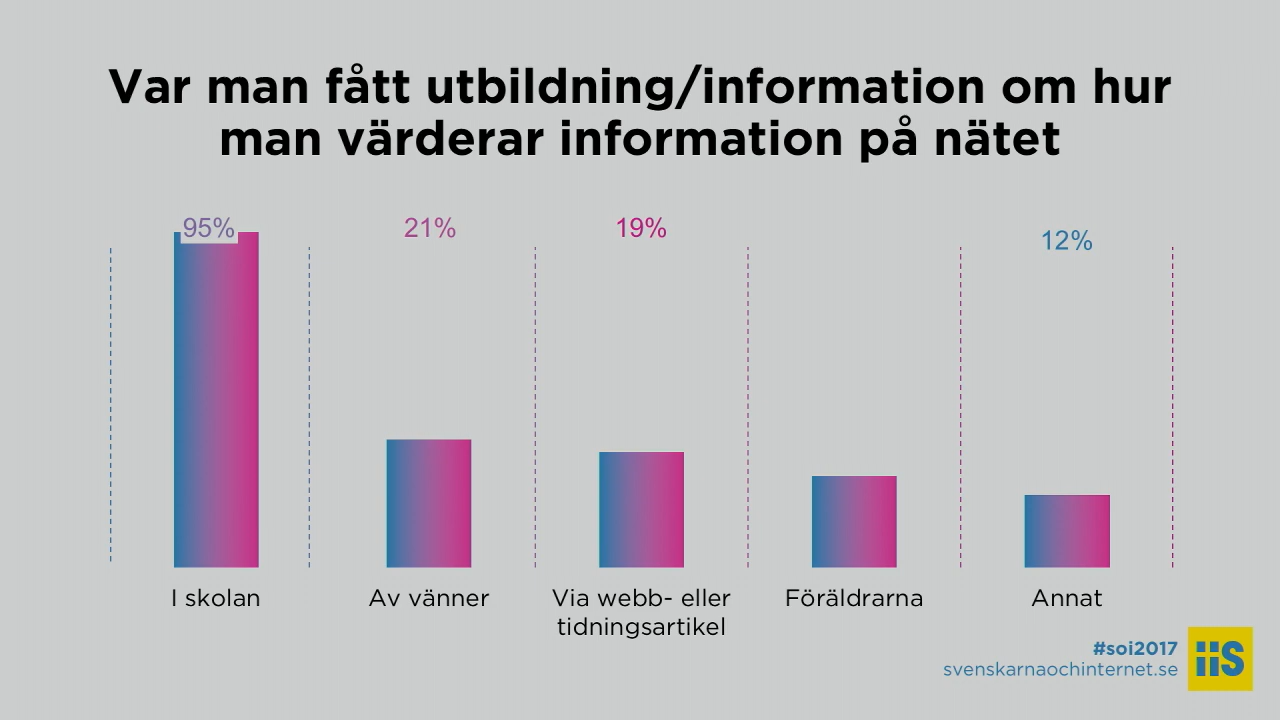 Var man fått utbildning/information om hur
man värderar information på nätet
95%
21%
19%
12%
I skolan
Av vänner
Via webb- eller
tidningsartikel
Föräldrarna
Annat
#soi2017
svenskarnaochinternet.se
iis